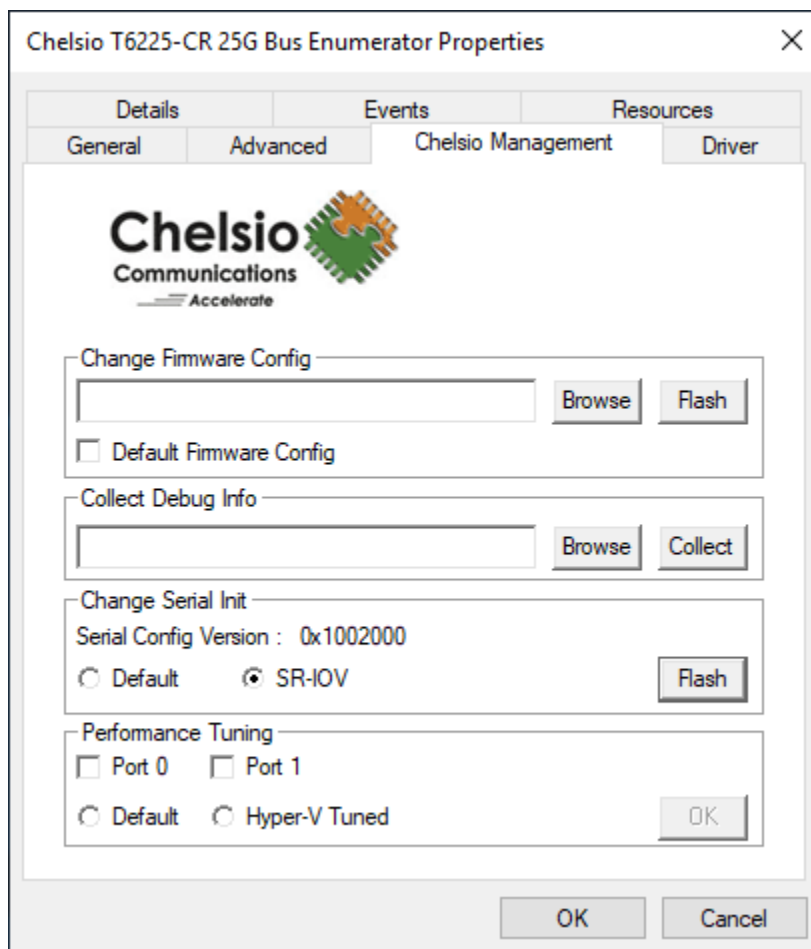 Chelsio T6225-CR 25G Bus Enumerator Properties
Details Events Resources
General Advanced Chelsio Management Driver
Chelsio
Communications
Accelerate
Change Firmware Config
Browse Flash
Default Firmware Config
Collect Debug Info
Browse Collect
Change Serial Init
Serial Config Version : 0x1002000
Default SR-IOV Flash
Performance Tuning
Port 0 Port 1
Default Hyper-V Tuned OK
OK Cancel